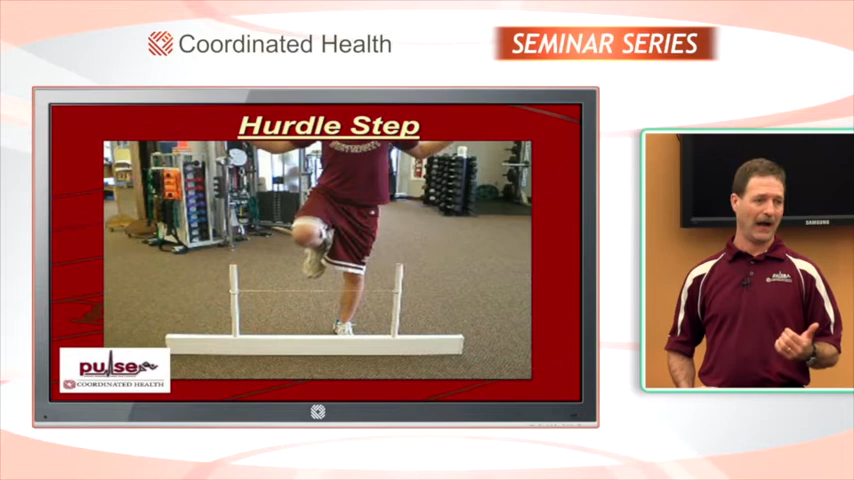 Coordinated Health
SEMINAR SERIES
Hurdle Step
SAMSUNG
pulse
COORDINATED HEALTH